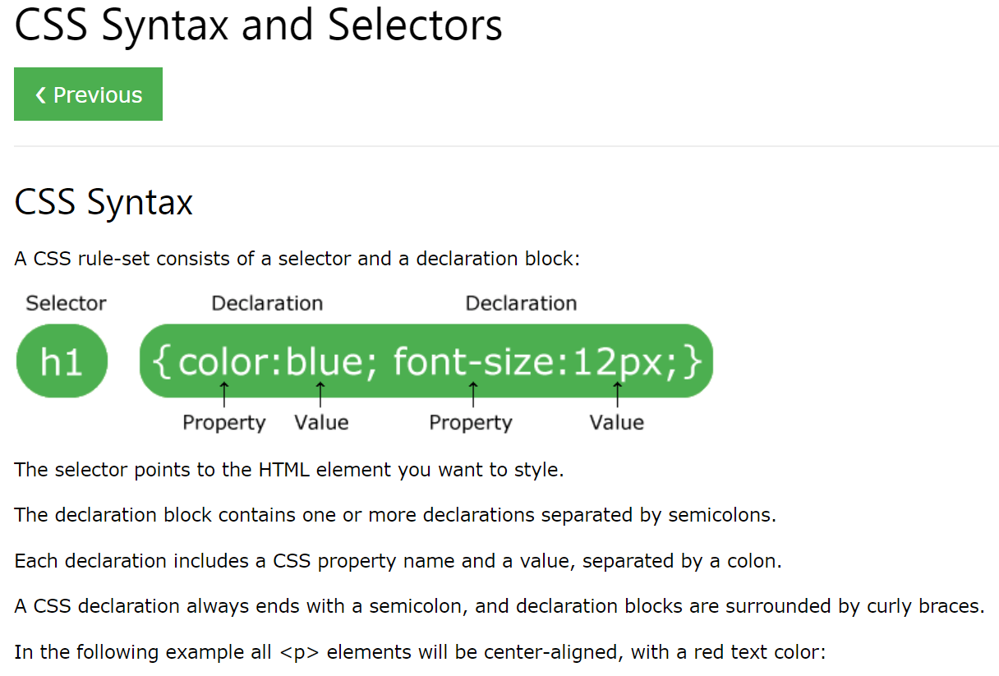 CSS Syntax and Selectors
❮ Previous
CSS Syntax
A CSS rule-set consists of a selector and a declaration block:
Selector Declaration Declaration
h1 {color:blue; font-size:12px;}
Property Value Property Value
The selector points to the HTML element you want to style.
The declaration block contains one or more declarations separated by semicolons.
Each declaration includes a CSS property name and a value, separated by a colon.
A CSS declaration always ends with a semicolon, and declaration blocks are surrounded by curly braces.
In the following example all <p> elements will be center-aligned, with a red text color: